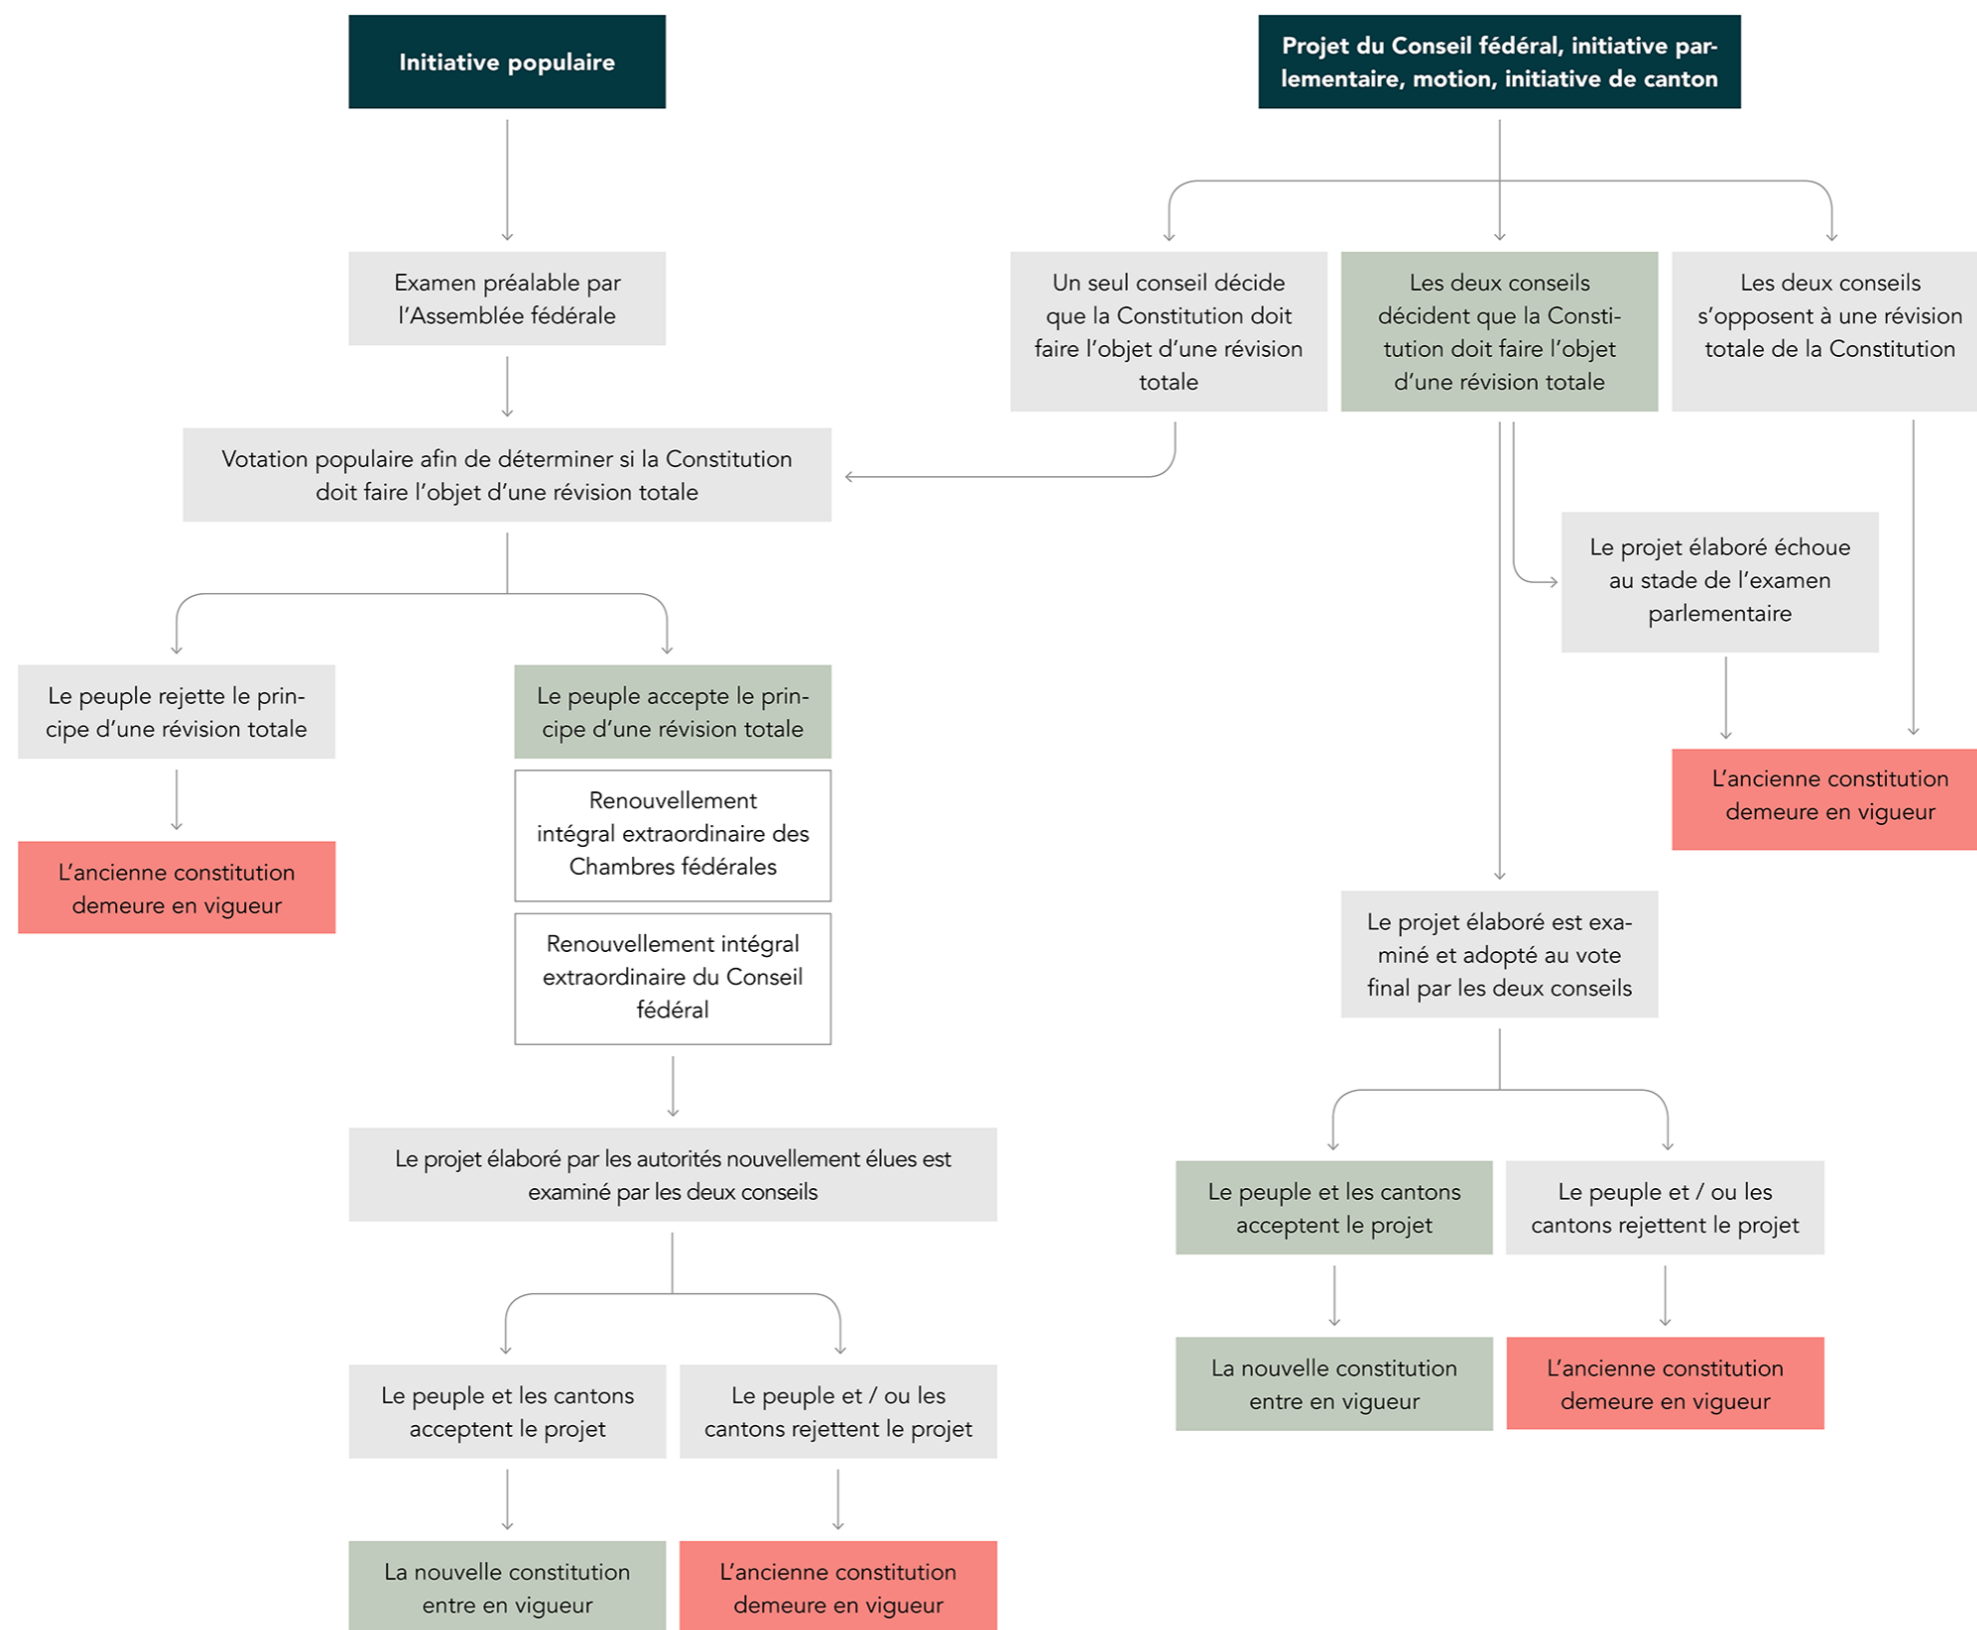 Initiative populaire
Projet du Conseil fédéral, initiative par-
lementaire, motion, initiative de canton
Examen préalable par
l’Assemblée fédérale
Un seul conseil décide
que la Constitution doit
faire l’objet d’une révision
totale
Les deux conseils
décident que la Consti-
tution doit faire l’objet
d’une révision totale
Les deux conseils
s’opposent à une révision
totale de la Constitution
Votation populaire afin de déterminer si la Constitution
doit faire l’objet d’une révision totale
Le projet élaboré échoue
au stade de l’examen
parlementaire
Le peuple rejette le prin-
cipe d’une révision totale
Le peuple accepte le prin-
cipe d’une révision totale
L’ancienne constitution
demeure en vigueur
Renouvellement
intégral extraordinaire des
Chambres fédérales
L’ancienne constitution
demeure en vigueur
Renouvellement intégral
extraordinaire du Conseil
fédéral
Le projet élaboré est exa-
miné et adopté au vote
final par les deux conseils
Le projet élaboré par les autorités nouvellement élues est
examiné par les deux conseils
Le peuple et les cantons
acceptent le projet
Le peuple et / ou les
cantons rejettent le projet
La nouvelle constitution
entre en vigueur
L’ancienne constitution
demeure en vigueur
Le peuple et les cantons
acceptent le projet
Le peuple et / ou les
cantons rejettent le projet
La nouvelle constitution
entre en vigueur
L’ancienne constitution
demeure en vigueur